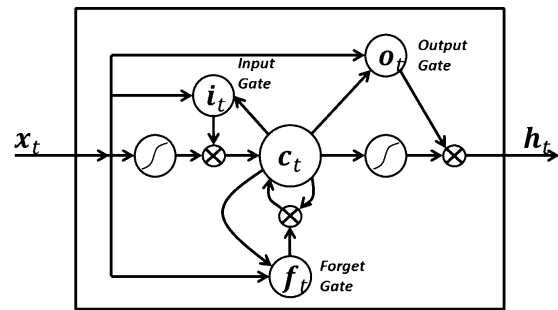 Input
Gate
Output
Gate
o_t
i_t
x_t
c_t
h_t
f_t
Forget
Gate